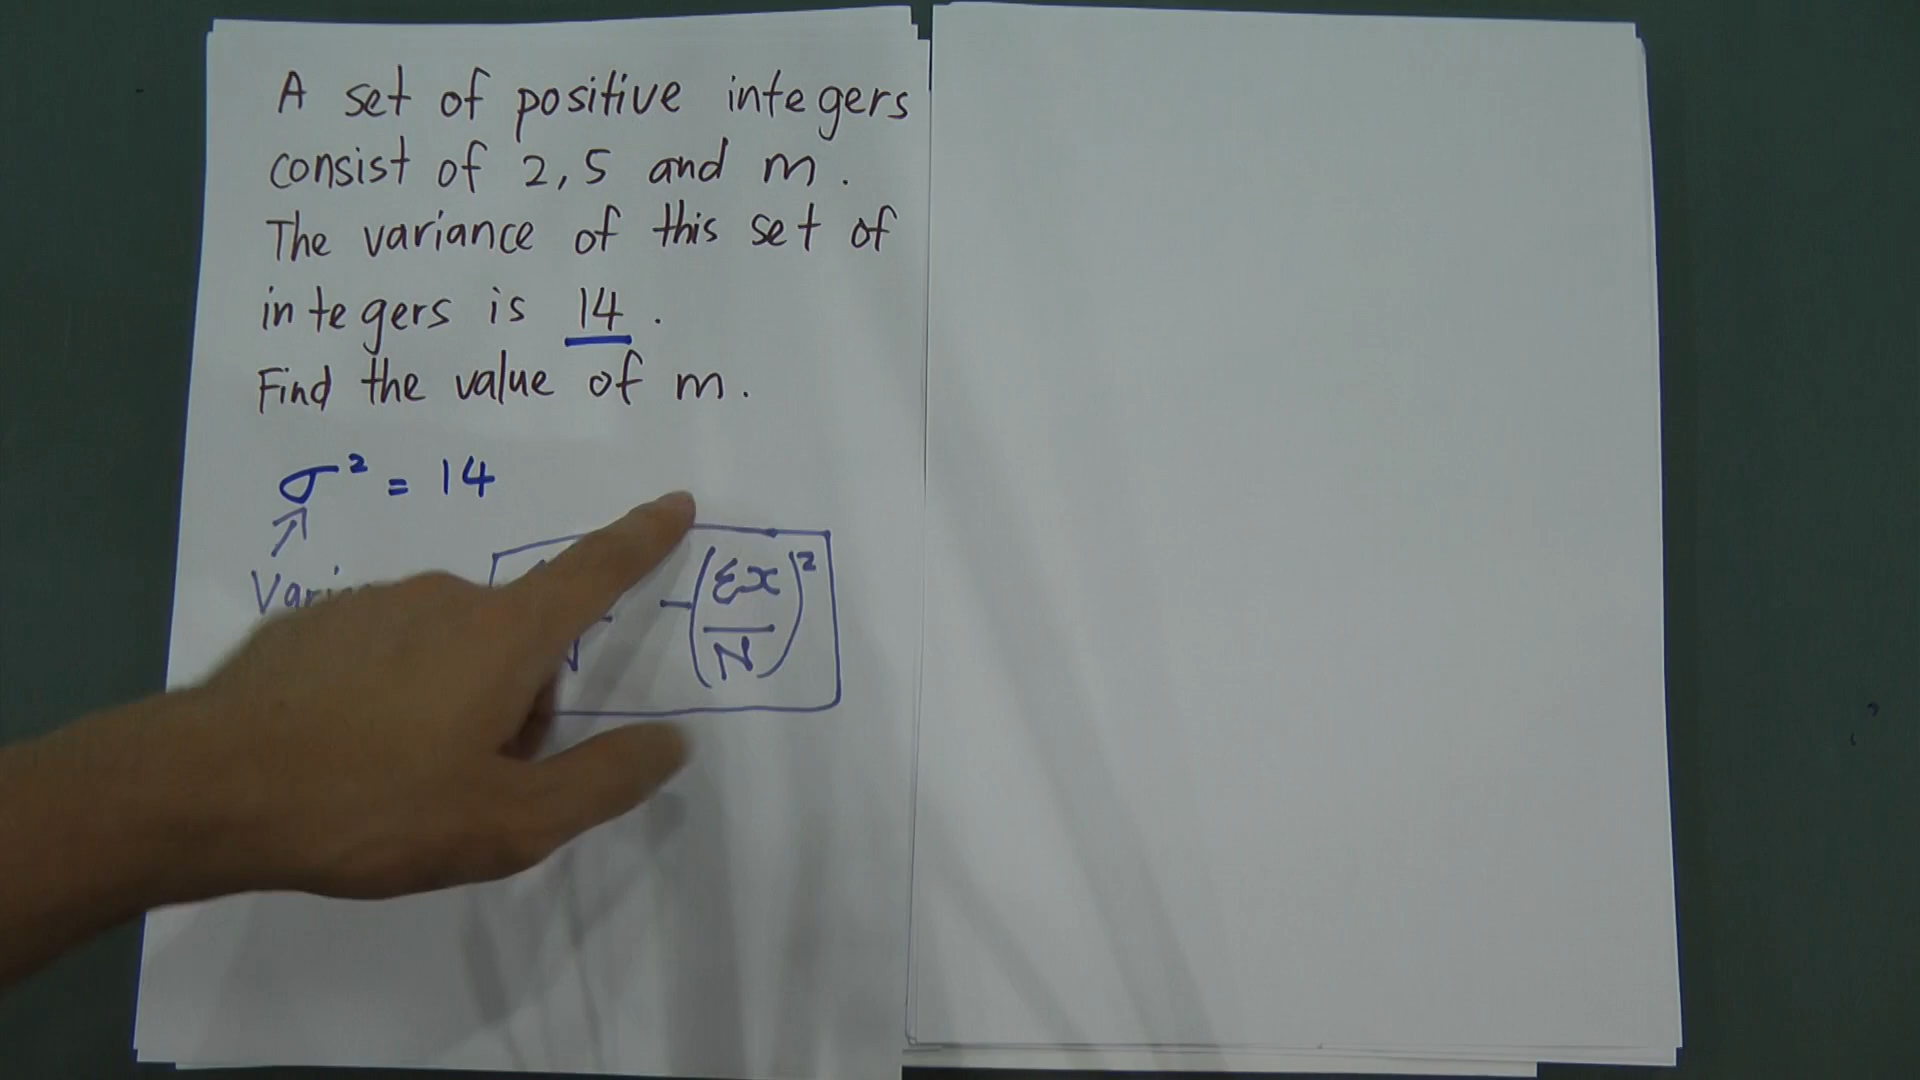 A set of positive integers
consist of 2, 5 and m.
The variance of this set of
integers is 14.
Find the value of m.
σ² = 14
- (Σx / N)²